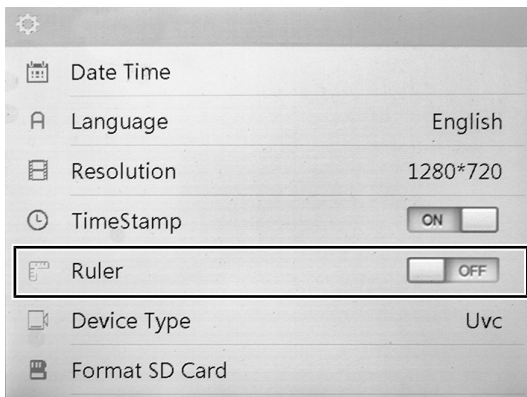 Date Time
Language English
Resolution 1280*720
TimeStamp ON
Ruler OFF
Device Type Uvc
Format SD Card